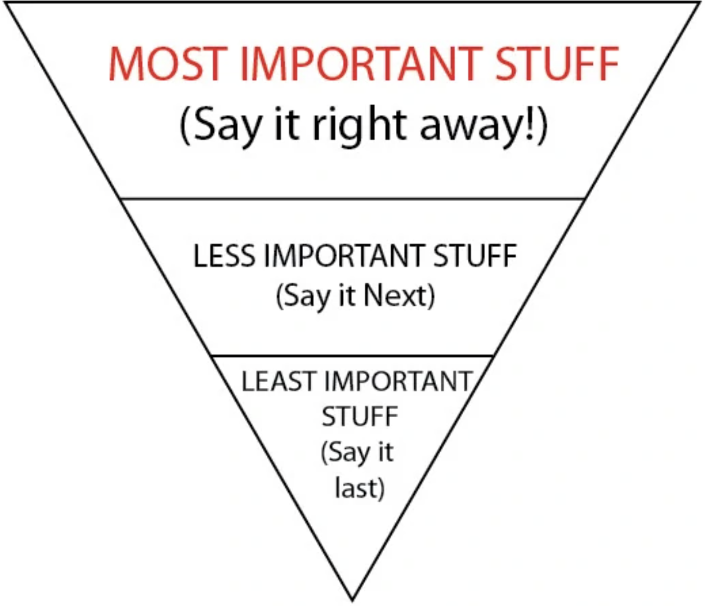 MOST IMPORTANT STUFF
(Say it right away!)
LESS IMPORTANT STUFF
(Say it Next)
LEAST IMPORTANT
STUFF
(Say it
last)